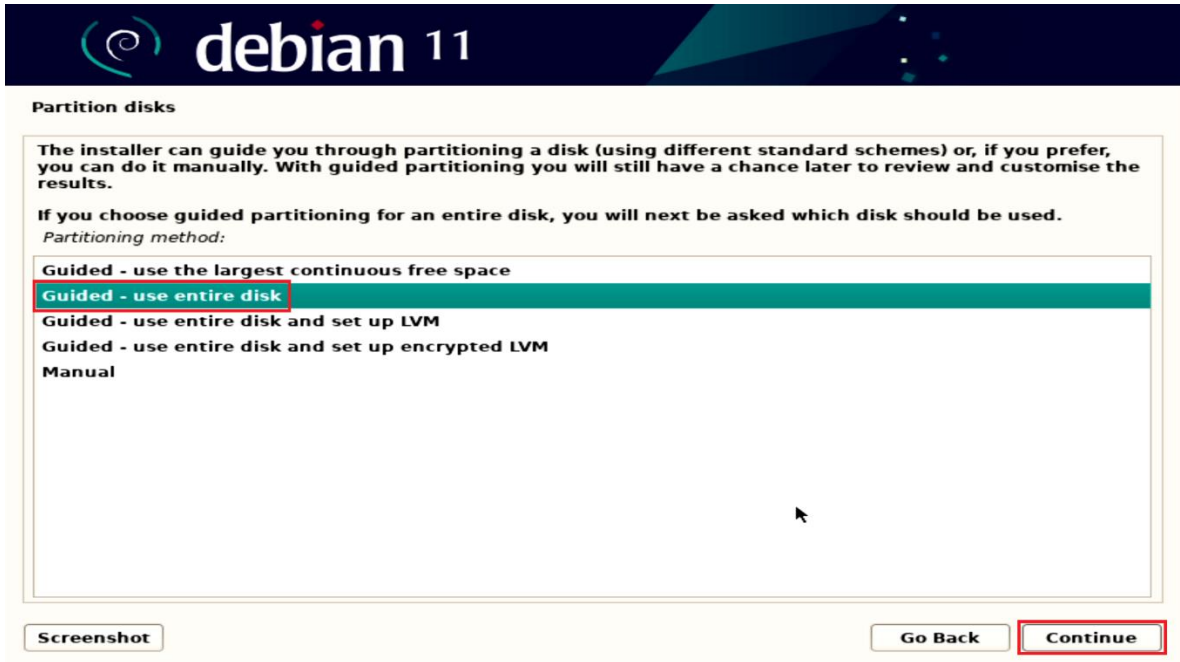 debian 11
Partition disks
The installer can guide you through partitioning a disk (using different standard schemes) or, if you prefer,
you can do it manually. With guided partitioning you will still have a chance later to review and customise the
results.
If you choose guided partitioning for an entire disk, you will next be asked which disk should be used.
Partitioning method:
Guided - use the largest continuous free space
Guided - use entire disk
Guided - use entire disk and set up LVM
Guided - use entire disk and set up encrypted LVM
Manual
Screenshot
Go Back
Continue